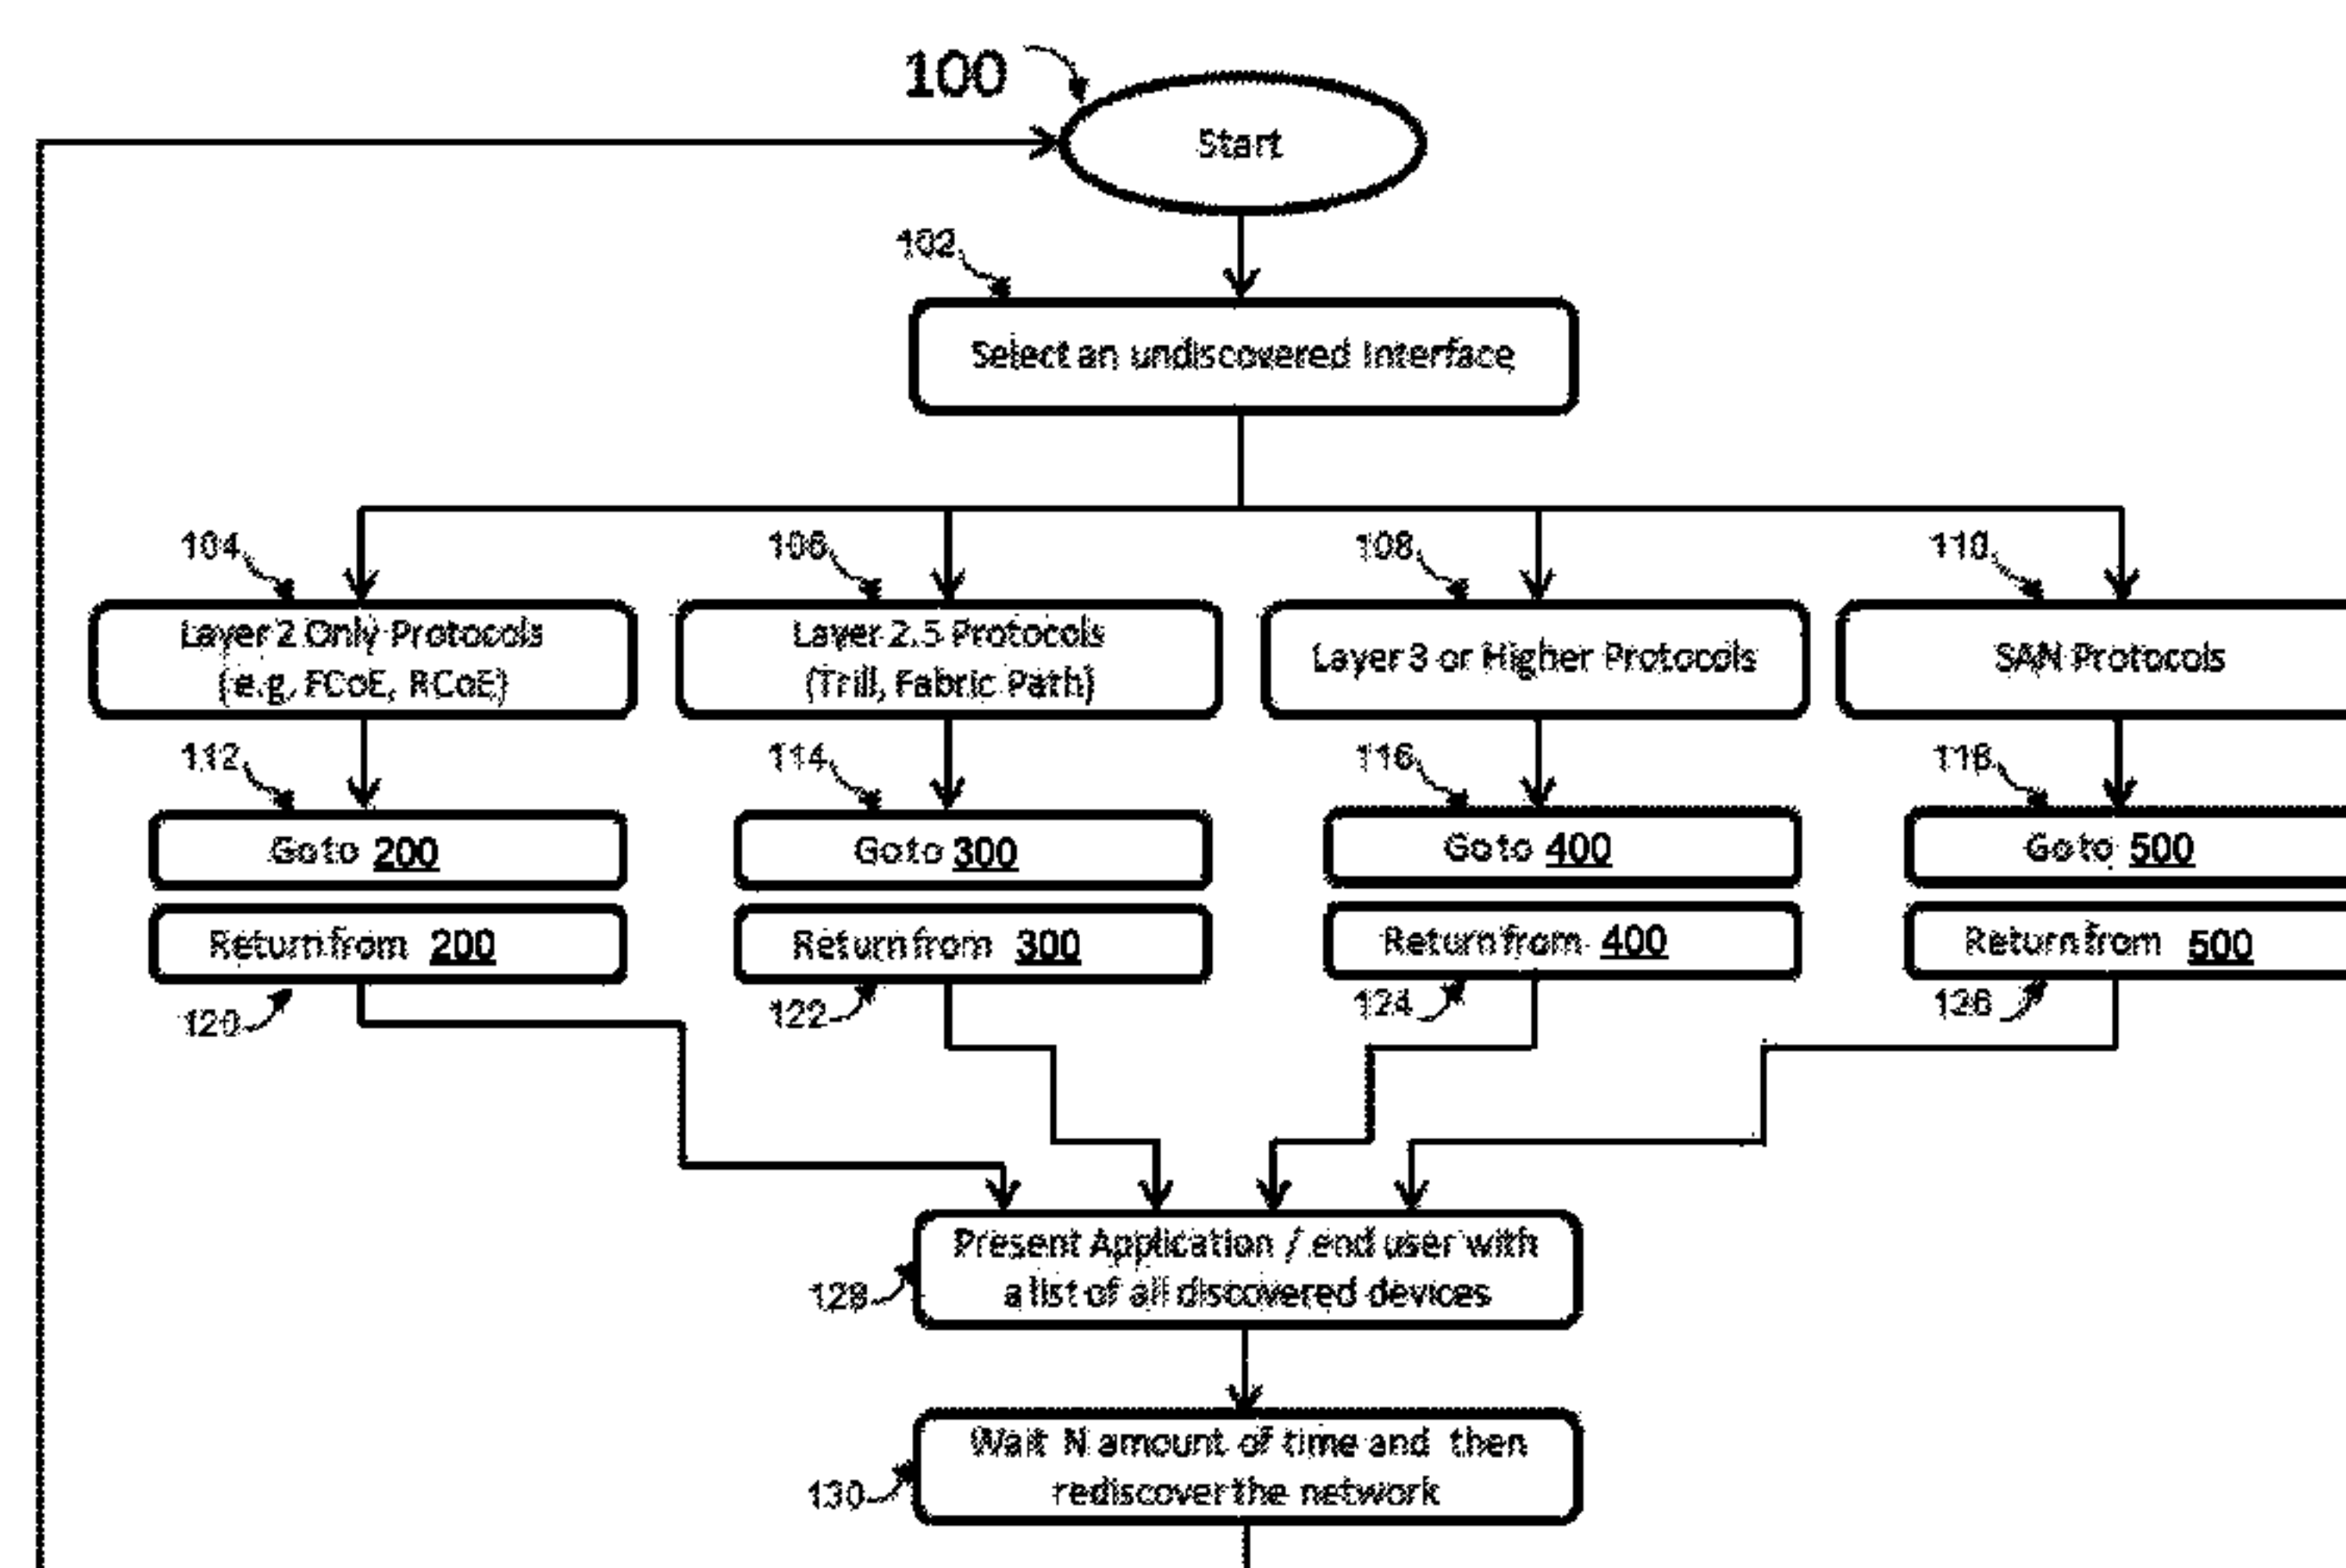 100
Start
102
Select an undiscovered Interface
104
106
108
110
Layer 2 Only Protocols
(e.g. FCoE, RCoE)
Layer 2.5 Protocols
(Trill, Fabric Path)
Layer 3 or Higher Protocols
SAN Protocols
112
114
116
118
Goto 200
Goto 300
Goto 400
Goto 500
Return from 200
Return from 300
Return from 400
Return from 500
120
122
124
126
Present Application / end user with
a list of all discovered devices
128
Wait N amount of time and then
rediscover the network
130